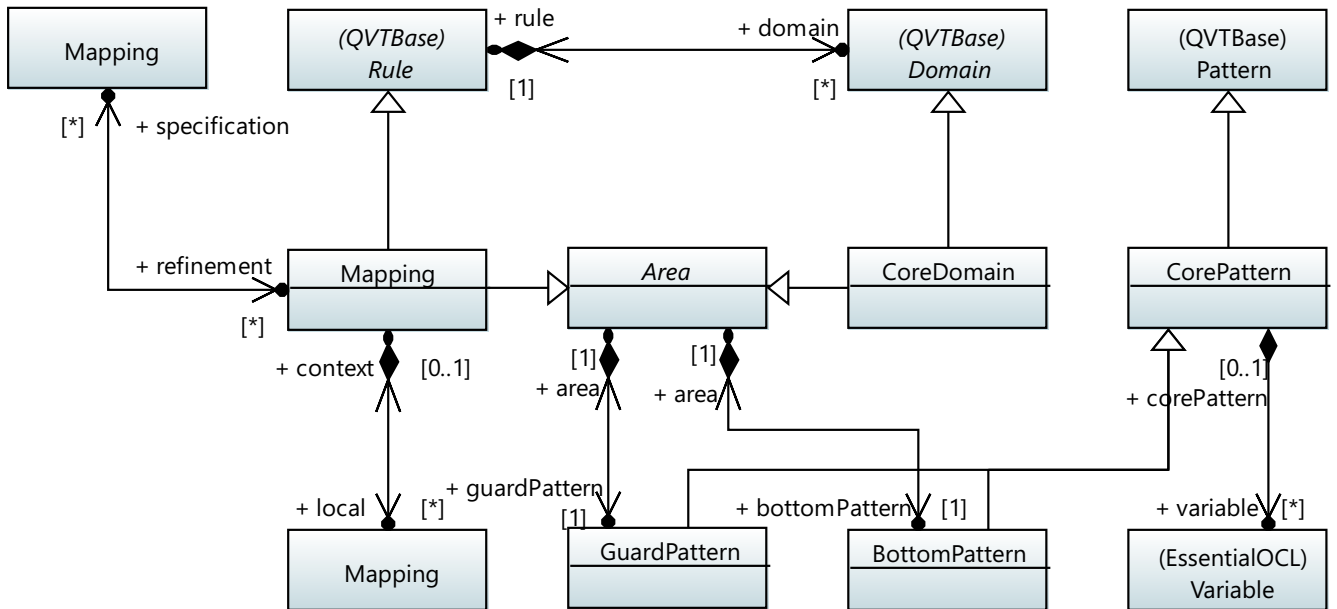 + rule
Mapping
(QVTBase)
Rule
+ domain
(QVTBase)
Domain
(QVTBase)
Pattern
[1]
[*]
[*]
+ specification
+ refinement
[*]
Mapping
Area
CoreDomain
CorePattern
+ context
[0..1]
[1]
+ area
[1]
+ area
[0..1]
+ corePattern
+ local
[*]
+ guardPattern
[1]
+ bottomPattern
[1]
+ variable
[*]
Mapping
GuardPattern
BottomPattern
(EssentialOCL)
Variable